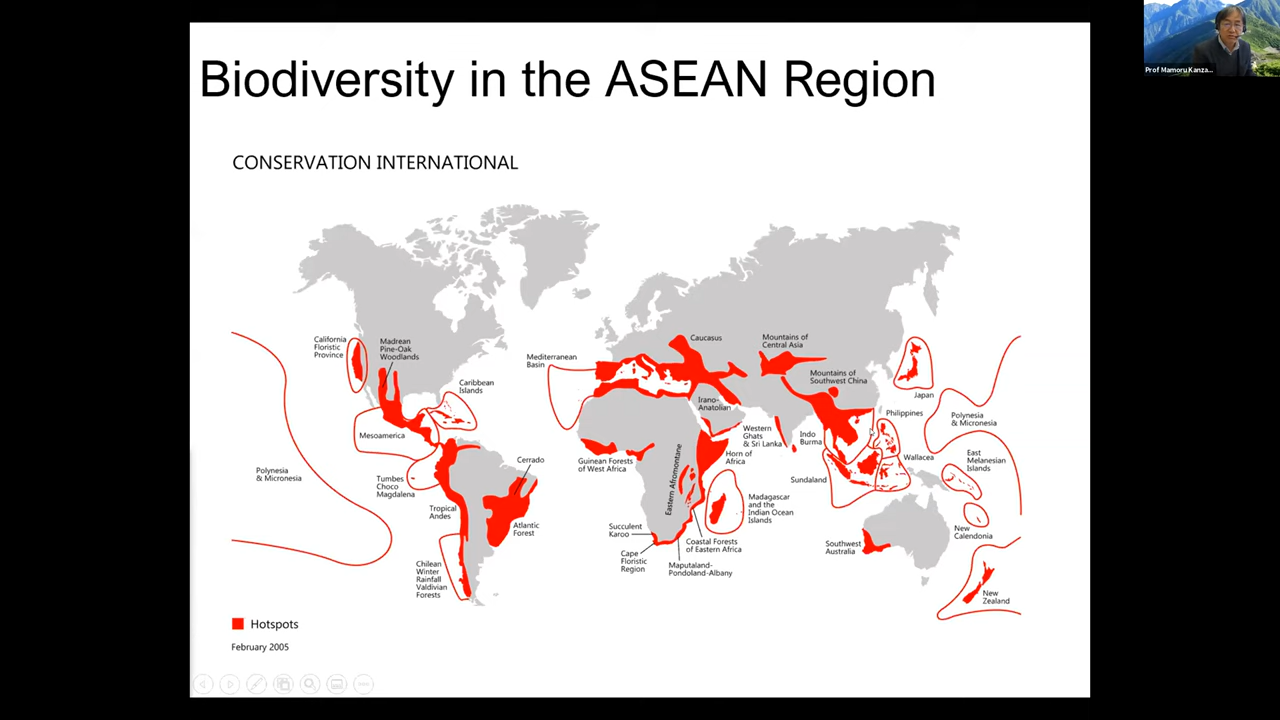 Prof Mamoru Kanza...
Biodiversity in the ASEAN Region
CONSERVATION INTERNATIONAL
California
Floristic
Province
Madrean
Pine-Oak
Woodlands
Caribbean
Islands
Mesoamerica
Polynesia
& Micronesia
Tumbes
Choco
Magdalena
Tropical
Andes
Cerrado
Atlantic
Forest
Chilean
Winter
Rainfall
Valdivian
Forests
Mediterranean
Basin
Caucasus
Irano-
Anatolian
Mountains of
Central Asia
Mountains of
Southwest China
Guinean Forests
of West Africa
Eastern Afromontane
Horn of
Africa
Western
Ghats
& Sri Lanka
Indo
Burma
Succulent
Karoo
Cape
Floristic
Region
Maputaland-
Pondoland-Albany
Coastal Forests
of Eastern Africa
Madagascar
and the
Indian Ocean
Islands
Sundaland
Wallacea
Philippines
Japan
Polynesia
& Micronesia
East
Melanesian
Islands
New
Calendonia
Southwest
Australia
New
Zealand
Hotspots
February 2005